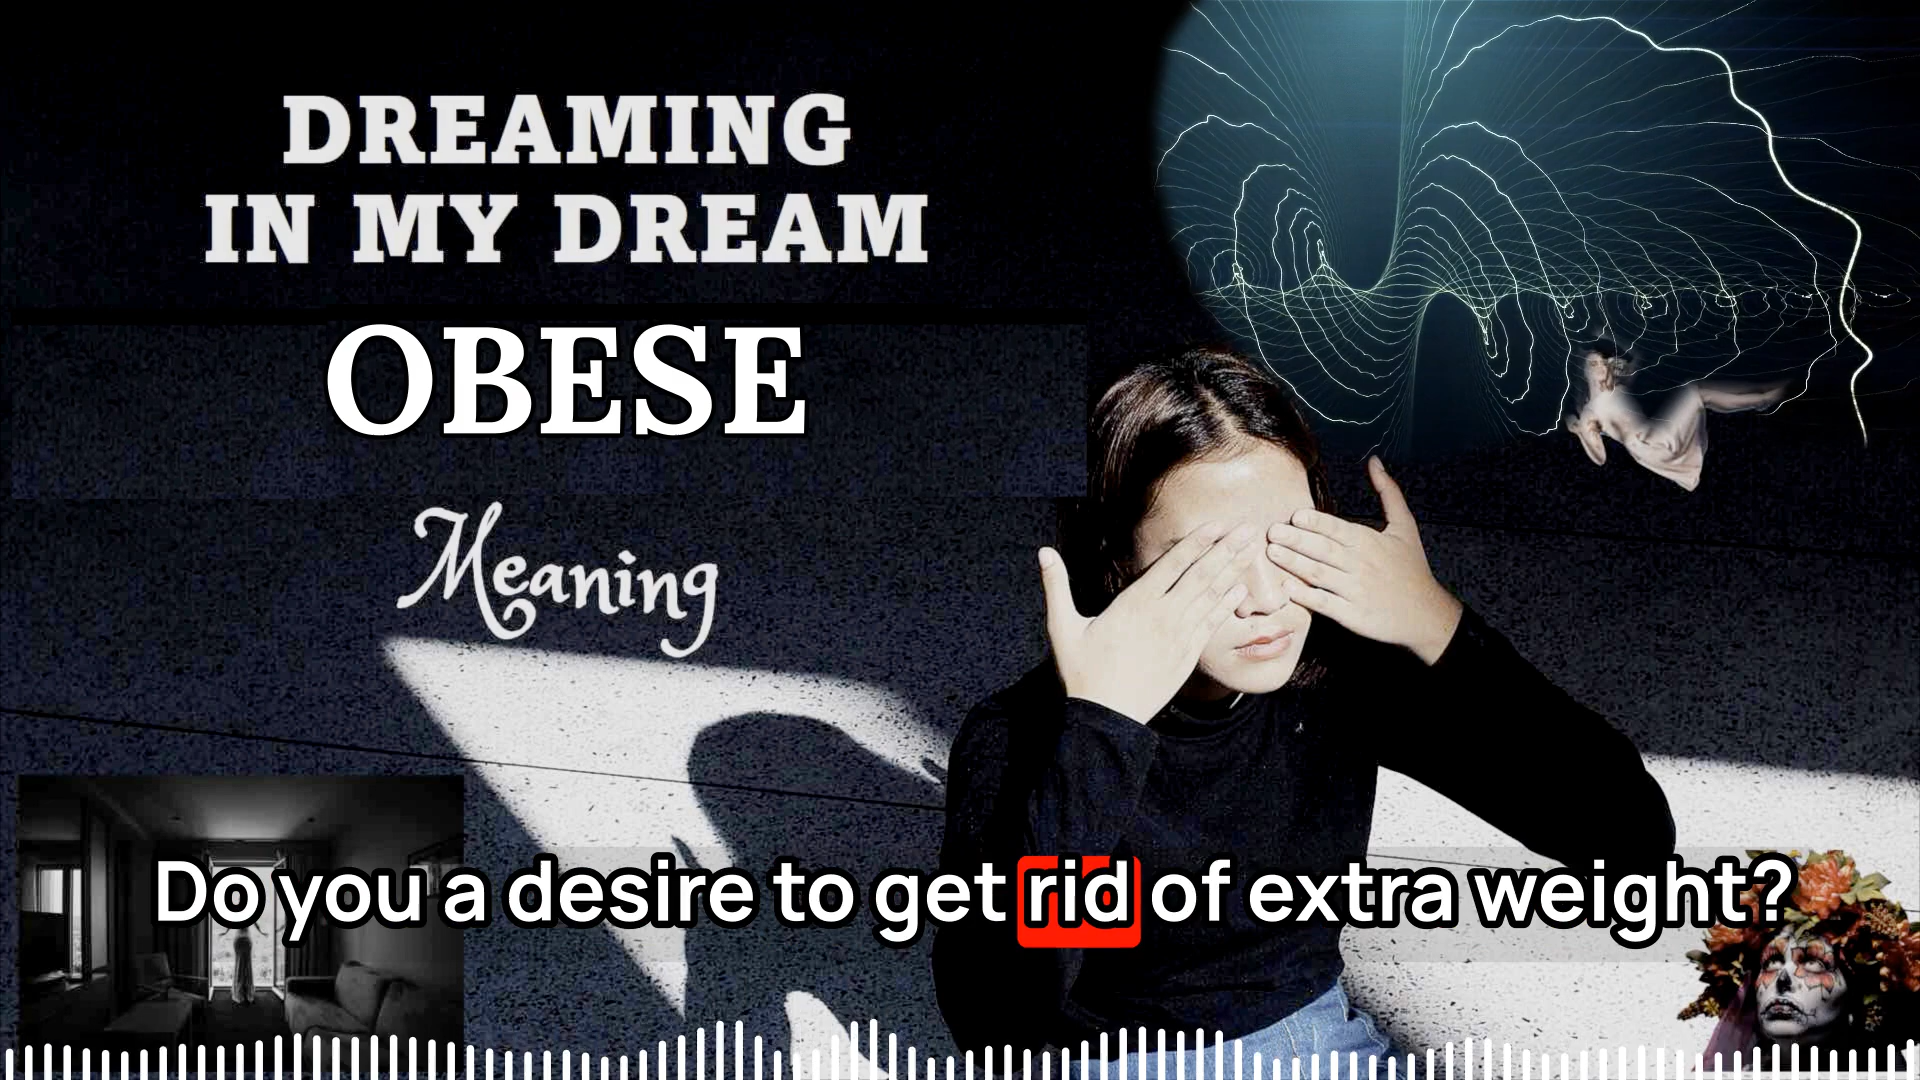 DREAMING
IN MY DREAM
OBESE
Meaning
Do you a desire to get rid of extra weight?